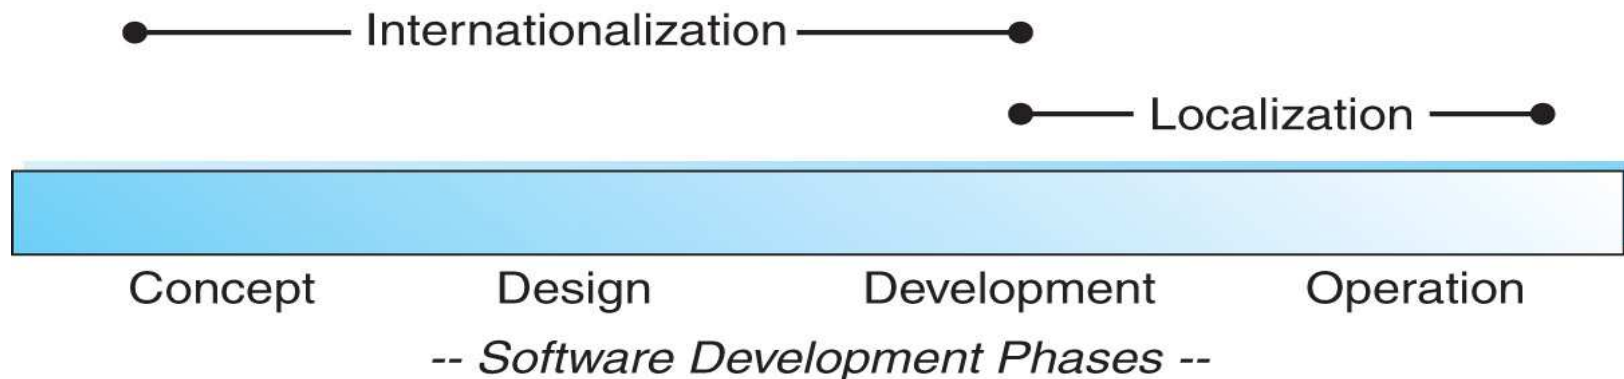 Internationalization
Localization
Concept Design Development Operation
-- Software Development Phases --